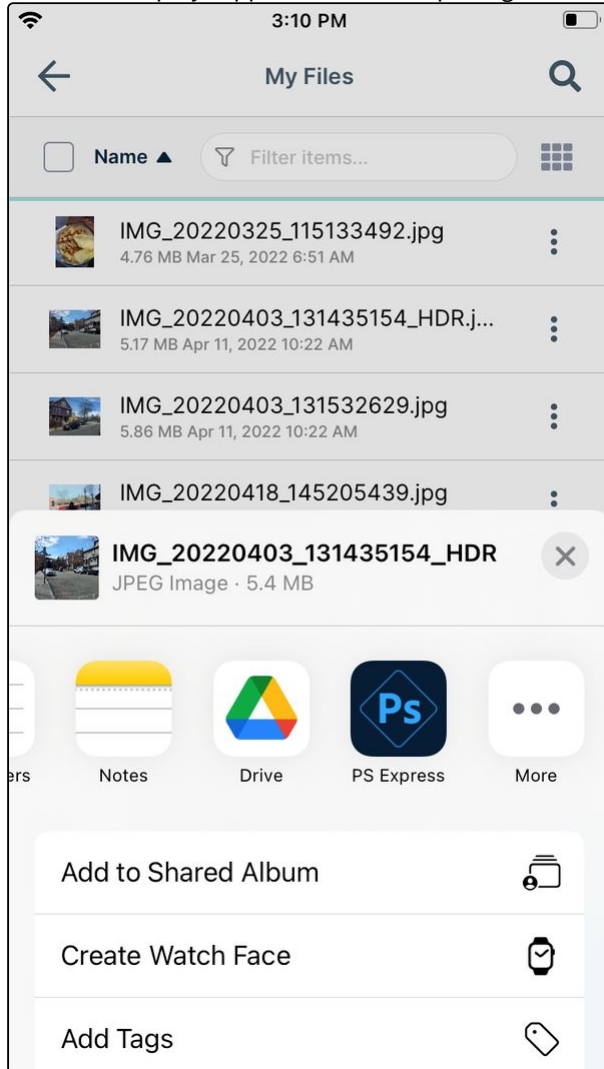 3:10 PM
My Files
Name ▲ Filter items...
IMG_20220325_115133492.jpg
4.76 MB Mar 25, 2022 6:51 AM
IMG_20220403_131435154_HDR.j...
5.17 MB Apr 11, 2022 10:22 AM
IMG_20220403_131532629.jpg
5.86 MB Apr 11, 2022 10:22 AM
IMG_20220418_145205439.jpg
IMG_20220403_131435154_HDR
JPEG Image · 5.4 MB
Ps
ers Notes Drive PS Express More
Add to Shared Album
Create Watch Face
Add Tags